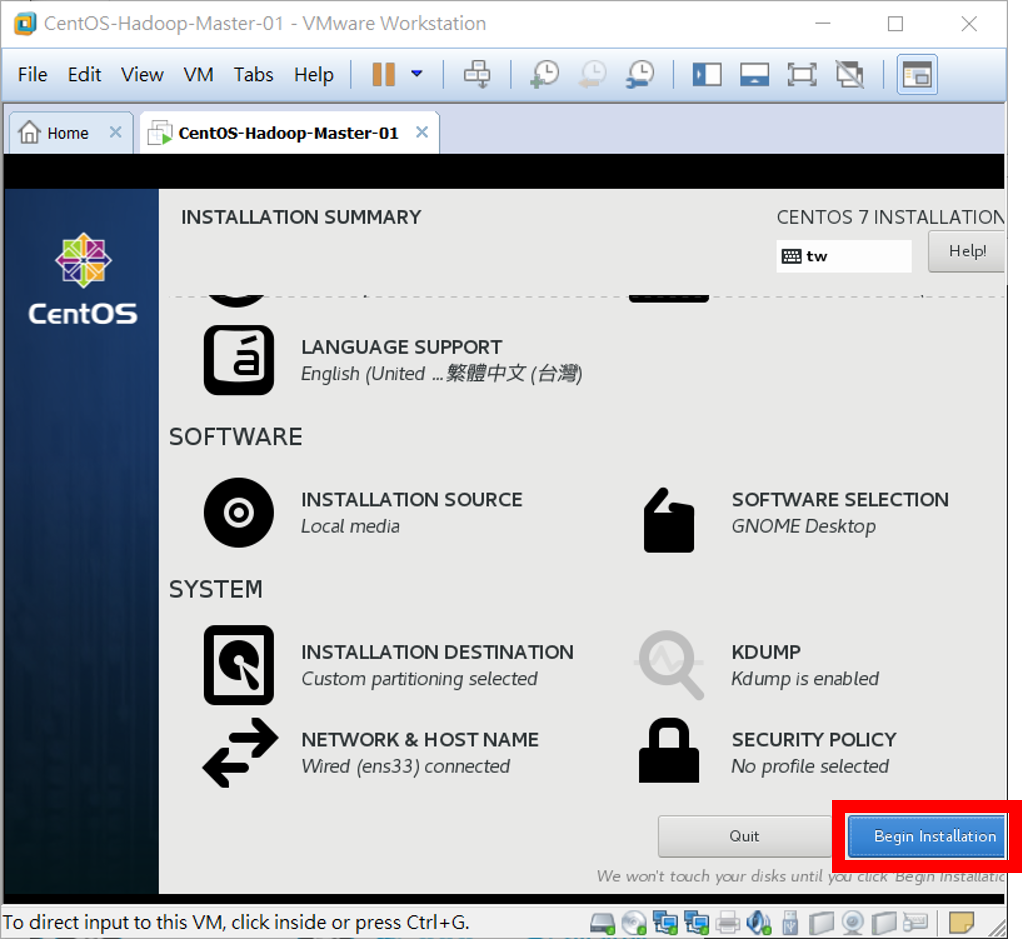 CentOS-Hadoop-Master-01 - VMware Workstation
File Edit View VM Tabs Help
Home
CentOS-Hadoop-Master-01
INSTALLATION SUMMARY
CENTOS 7 INSTALLATION
tw
Help!
CentOS
á
LANGUAGE SUPPORT
English (United ...繁體中文 (台灣)
SOFTWARE
INSTALLATION SOURCE
Local media
SOFTWARE SELECTION
GNOME Desktop
SYSTEM
INSTALLATION DESTINATION
Custom partitioning selected
KDUMP
Kdump is enabled
NETWORK & HOST NAME
Wired (ens33) connected
SECURITY POLICY
No profile selected
Quit
Begin Installation
We won't touch your disks until you click 'Begin Installatio
To direct input to this VM, click inside or press Ctrl+G.